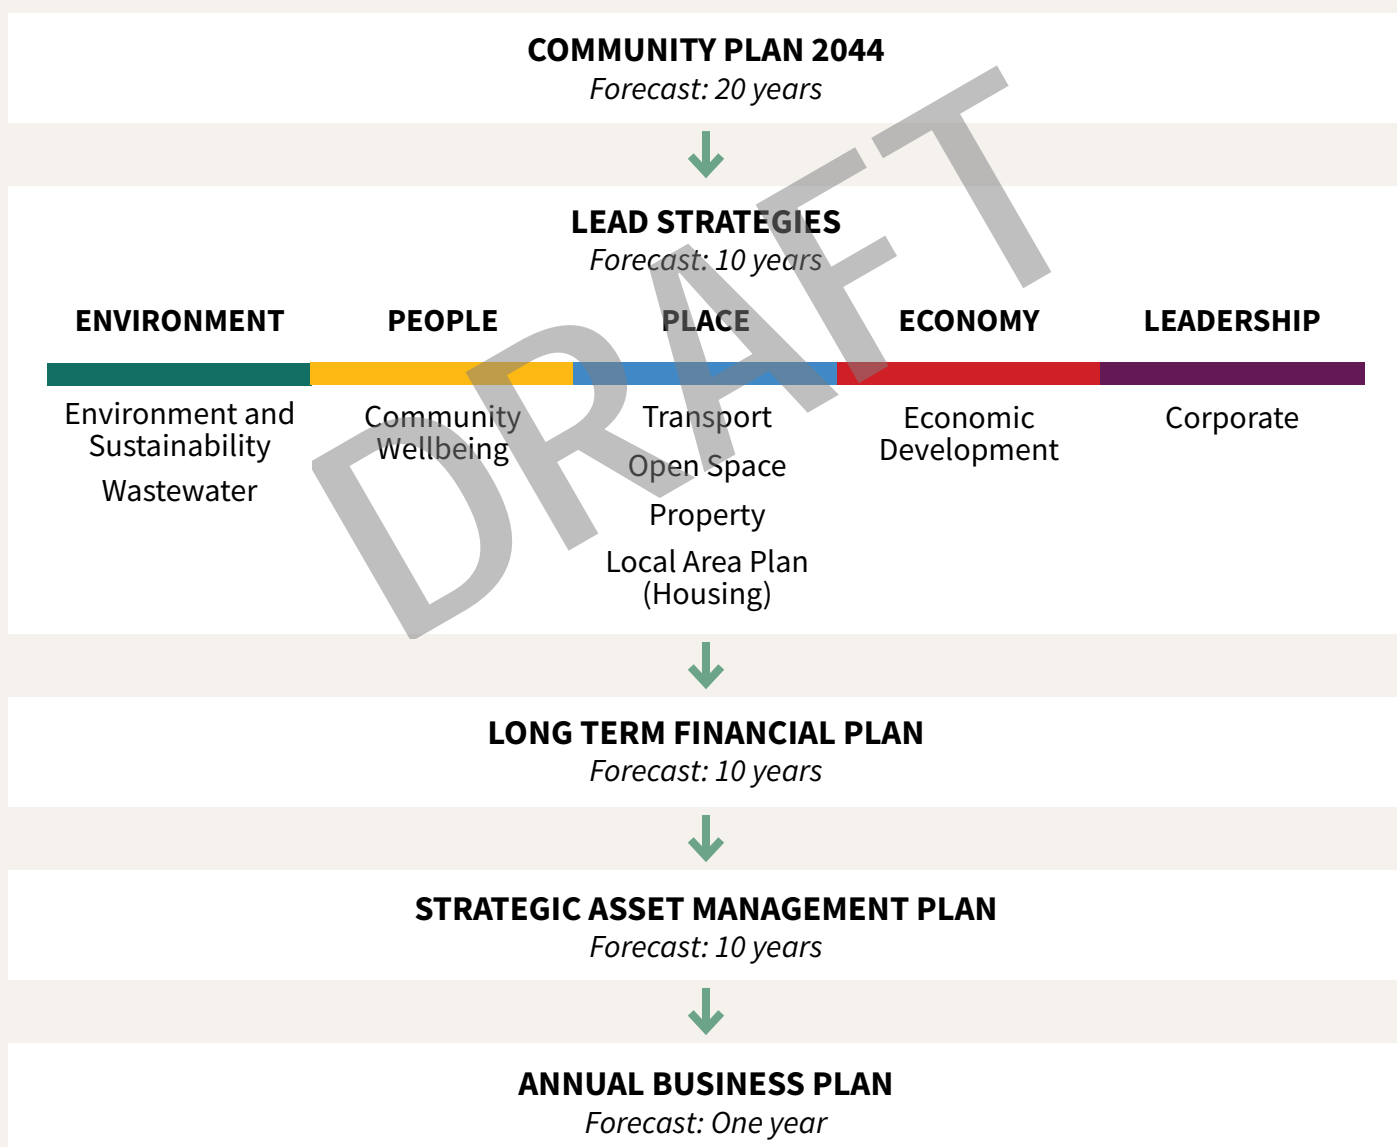 COMMUNITY PLAN 2044
Forecast: 20 years
LEAD STRATEGIES
Forecast: 10 years
ENVIRONMENT
Environment and
Sustainability
Wastewater
PEOPLE
Community
Wellbeing
PLACE
Transport
Open Space
Property
Local Area Plan
(Housing)
ECONOMY
Economic
Development
LEADERSHIP
Corporate
LONG TERM FINANCIAL PLAN
Forecast: 10 years
STRATEGIC ASSET MANAGEMENT PLAN
Forecast: 10 years
ANNUAL BUSINESS PLAN
Forecast: One year
DRAFT